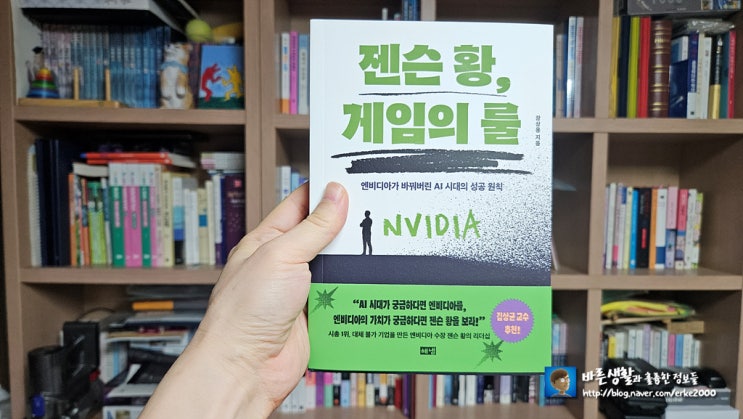 젠슨 황,
게임의 룰
장상용 지음
엔비디아가 바꿔버린 AI 시대의 성공 원칙
NVIDIA
“AI 시대가 궁금하다면 엔비디아를,
엔비디아의 가치가 궁금하다면 젠슨 황을 보라!”
시총 1위, 대체 불가 기업을 만든 엔비디아 수장 젠슨 황의 리더십
김상균 교수
추천!
해빛
바른생활과 훌륭한 정보들
http://blog.naver.com/erke2000